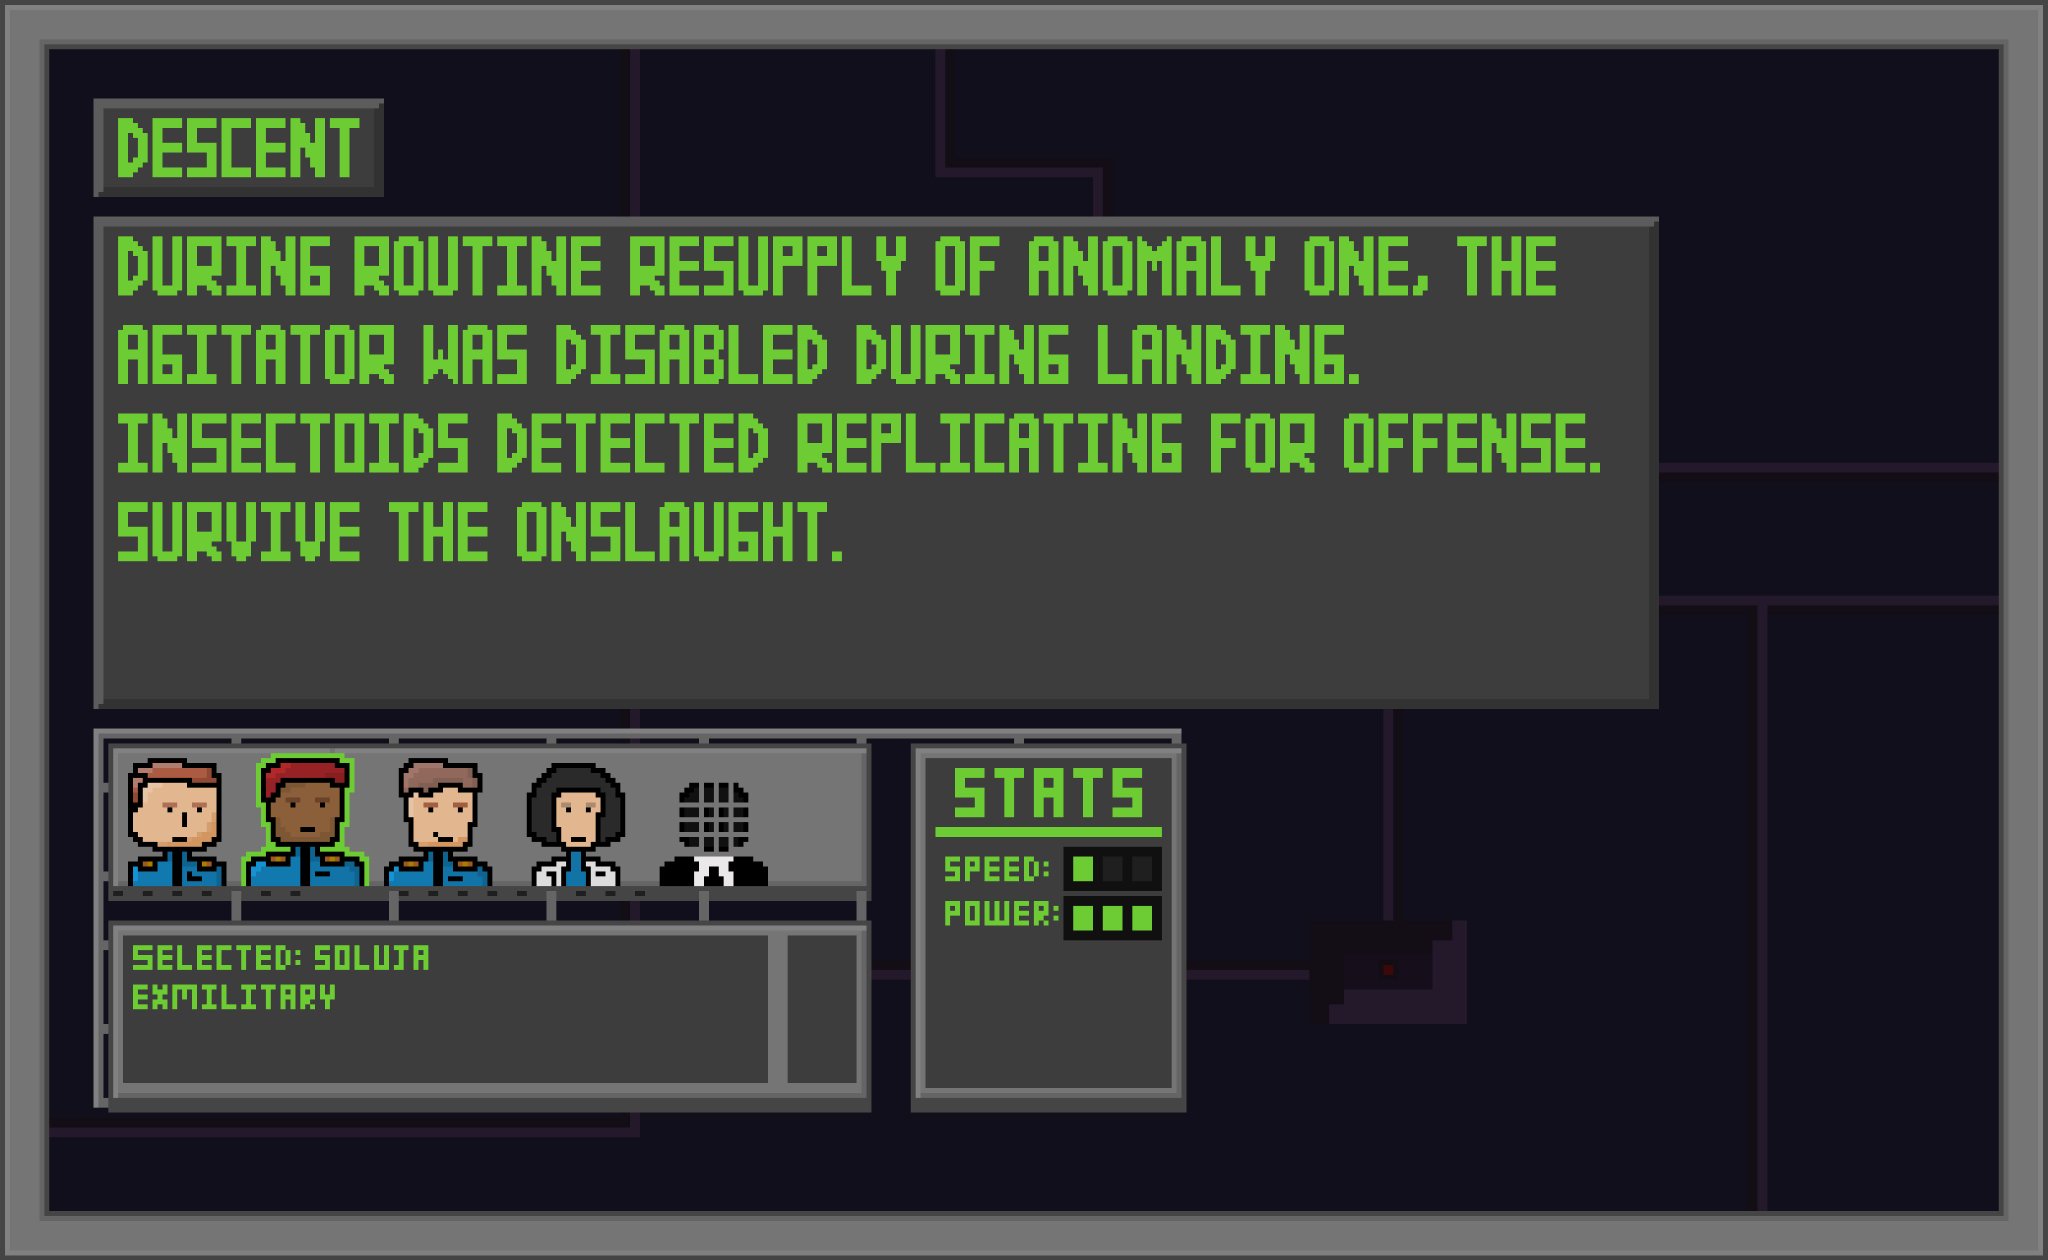 DESCENT
DURING ROUTINE RESUPPLY OF ANOMALY ONE, THE
AGITATOR WAS DISABLED DURING LANDING.
INSECTOIDS DETECTED REPLICATING FOR OFFENSE.
SURVIVE THE ONSLAUGHT.
STATS
SPEED:
POWER:
SELECTED: SOLUJA
EXMILITARY